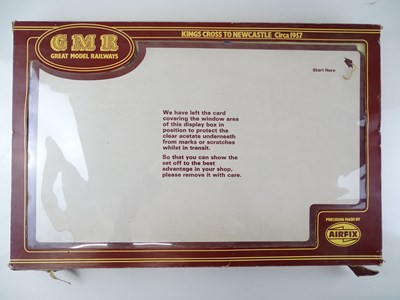 GMR
GREAT MODEL RAILWAYS
KINGS CROSS TO NEWCASTLE Circa 1957
Start Here
We have left the card
covering the window area
of this display box in
position to protect the
clear acetate underneath
from marks or scratches
whilst in transit.
So that you can show the
set off to the best
advantage in your shop,
please remove it with care.
PRECISION MADE BY
AIRFIX